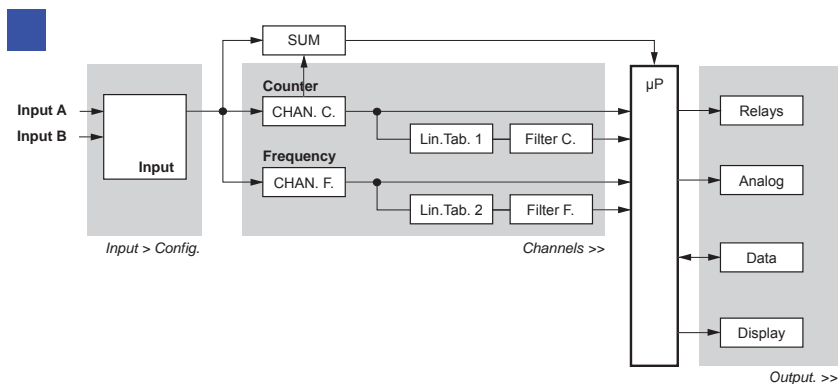 SUM
Counter
µP
Input A
CHAN. C.
Relays
Input B
Lin.Tab. 1
Filter C.
Input
Frequency
CHAN. F.
Analog
Lin.Tab. 2
Filter F.
Input > Config.
Channels >>
Data
Display
Output. >>